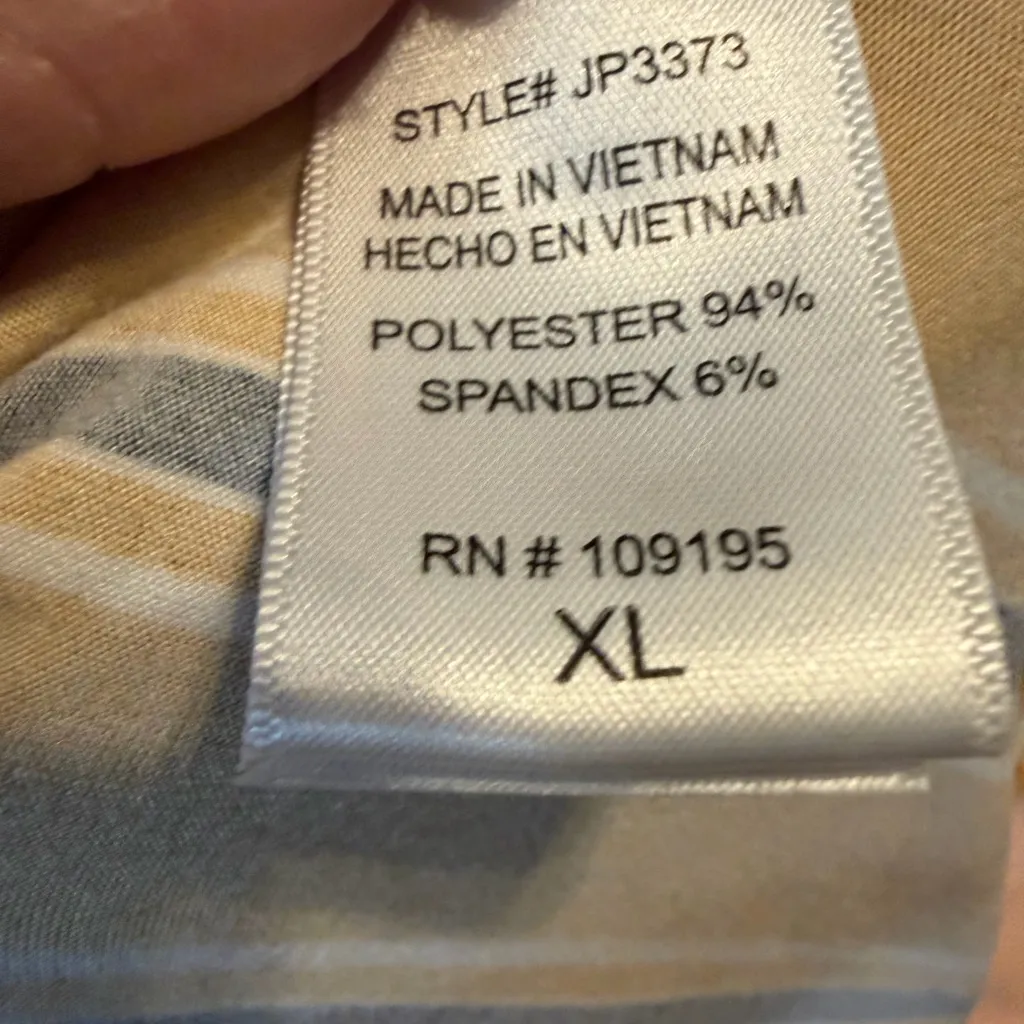 STYLE# JP3373
MADE IN VIETNAM
HECHO EN VIETNAM
POLYESTER 94%
SPANDEX 6%
RN # 109195
XL